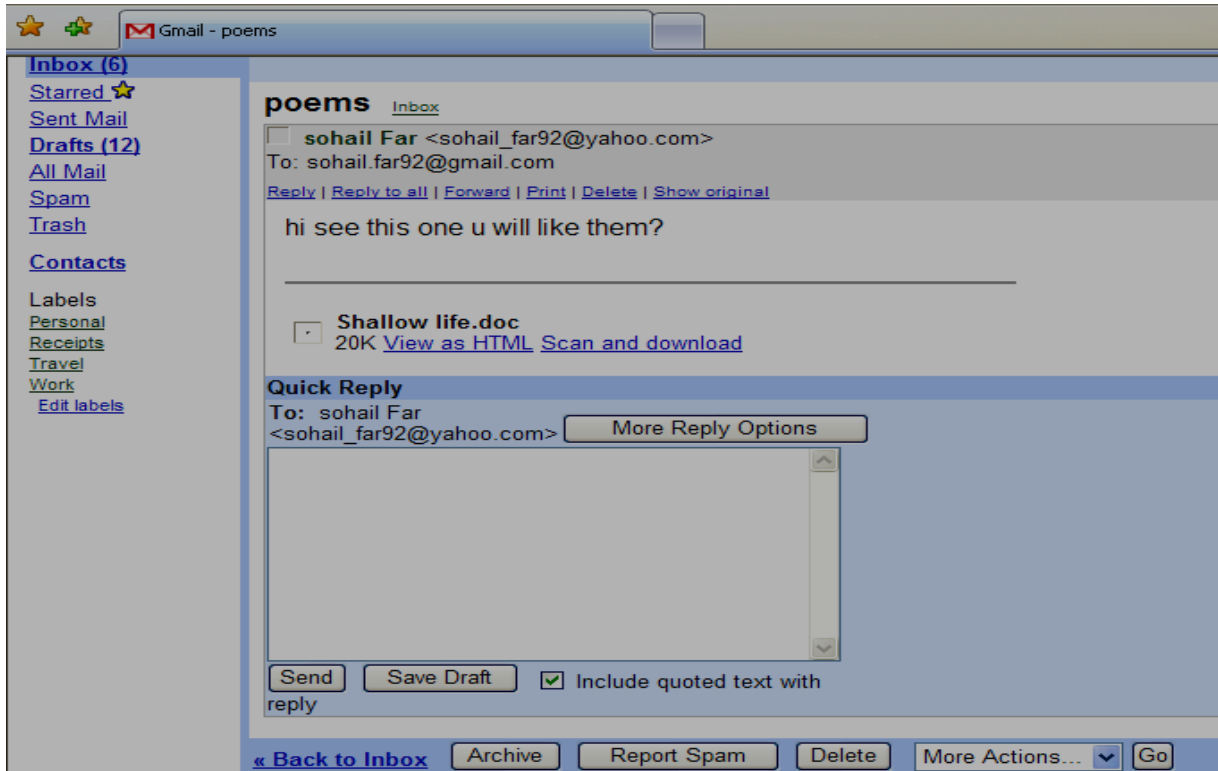 Gmail - poems
Inbox (6)
Starred
Sent Mail
Drafts (12)
All Mail
Spam
Trash
Contacts
Labels
Personal
Receipts
Travel
Work
Edit labels
poems Inbox
sohail Far <sohail_far92@yahoo.com>
To: sohail.far92@gmail.com
Reply | Reply to all | Forward | Print | Delete | Show original
hi see this one u will like them?
Shallow life.doc
20K View as HTML Scan and download
Quick Reply
To: sohail Far
<sohail_far92@yahoo.com> More Reply Options
Send Save Draft Include quoted text with
reply
« Back to Inbox Archive Report Spam Delete More Actions... Go